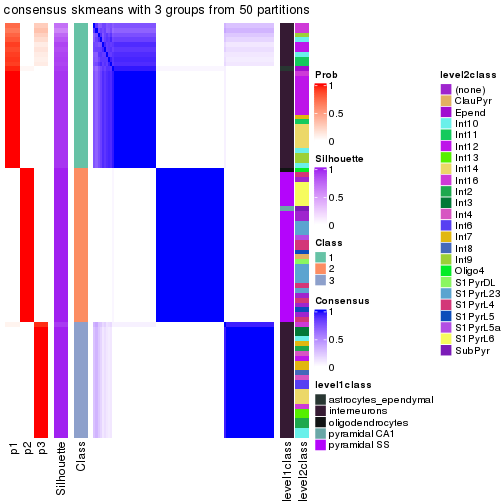 consensus skmeans with 3 groups from 50 partitions
Prob
1
0.5
0
Silhouette
1
0.5
0
Class
1
2
3
Consensus
1
0.5
0
level1class
astrocytes_ependymal
interneurons
oligodendrocytes
pyramidal CA1
pyramidal SS
level2class
(none)
ClauPyr
Epend
Int10
Int11
Int12
Int13
Int14
Int16
Int2
Int3
Int4
Int6
Int7
Int8
Int9
Oligo4
S1PyrDL
S1PyrL23
S1PyrL4
S1PyrL5
S1PyrL5a
S1PyrL6
SubPyr
p1
p2
p3
Silhouette
Class
level1class
level2class